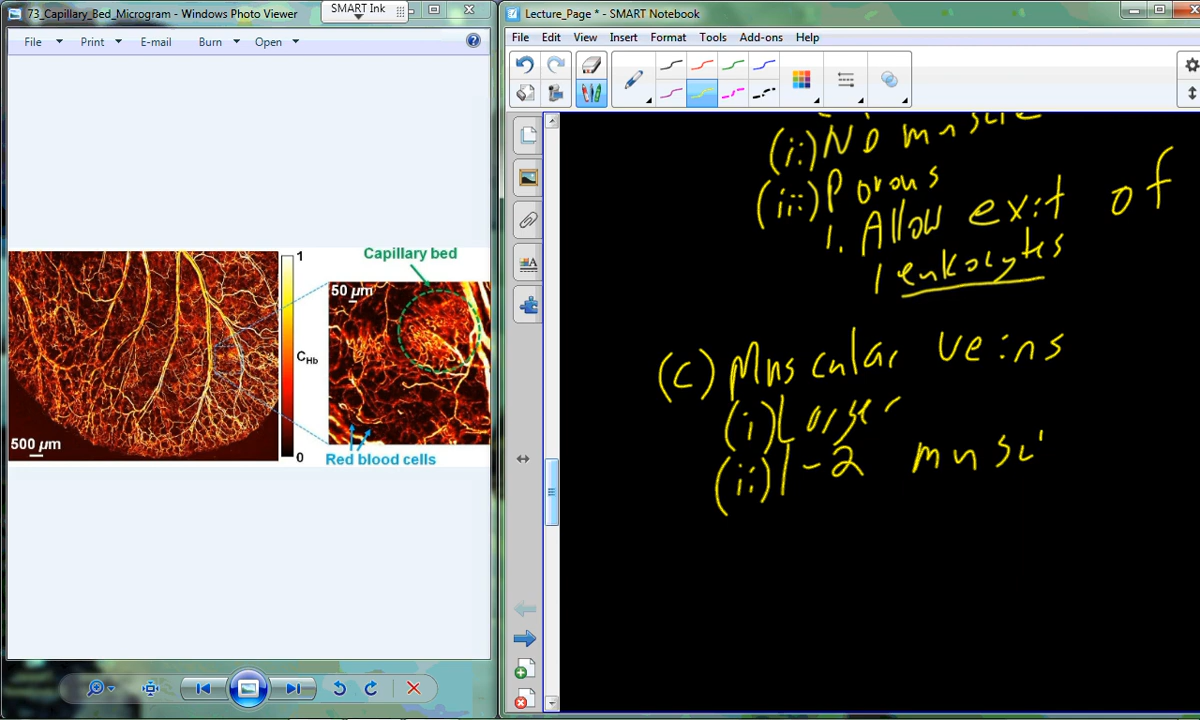 73_Capillary_Bed_Microgram - Windows Photo Viewer
SMART Ink
File Print E-mail Burn Open
Capillary bed
50 µm
1
C Hb
500 µm
0
Red blood cells
Lecture_Page * - SMART Notebook
File Edit View Insert Format Tools Add-ons Help
(ii) No muscle
(iii) Porous
1. Allow exit of
leukocytes
(C) Muscular veins
(i) Larger
(ii) 1-2 musc